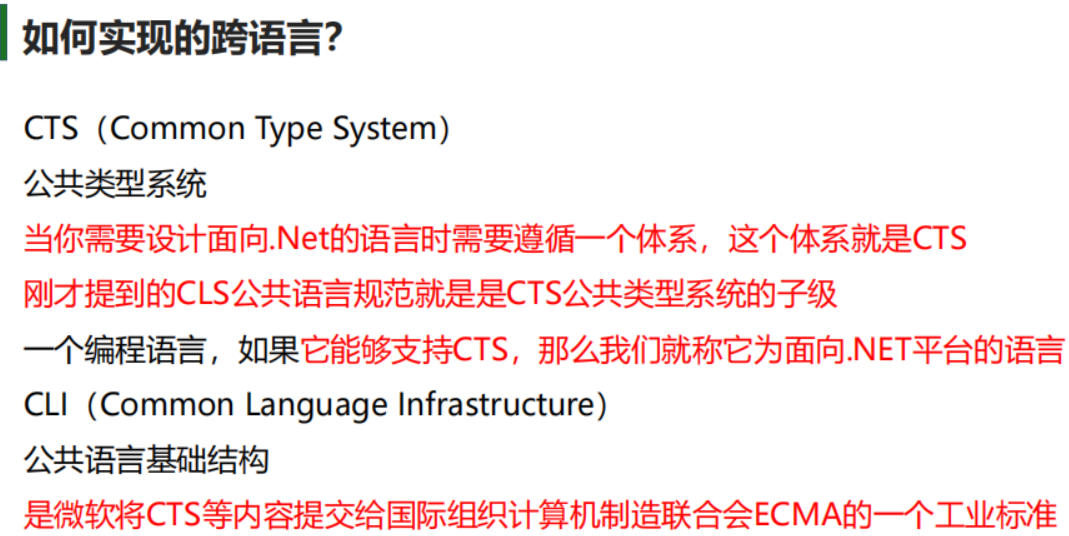 如何实现的跨语言?
CTS（Common Type System）
公共类型系统
当你需要设计面向.Net的语言时需要遵循一个体系，这个体系就是CTS
刚才提到的CLS公共语言规范就是是CTS公共类型系统的子级
一个编程语言，如果它能够支持CTS，那么我们就称它为面向.NET平台的语言
CLI（Common Language Infrastructure）
公共语言基础结构
是微软将CTS等内容提交给国际组织计算机制造联合会ECMA的一个工业标准